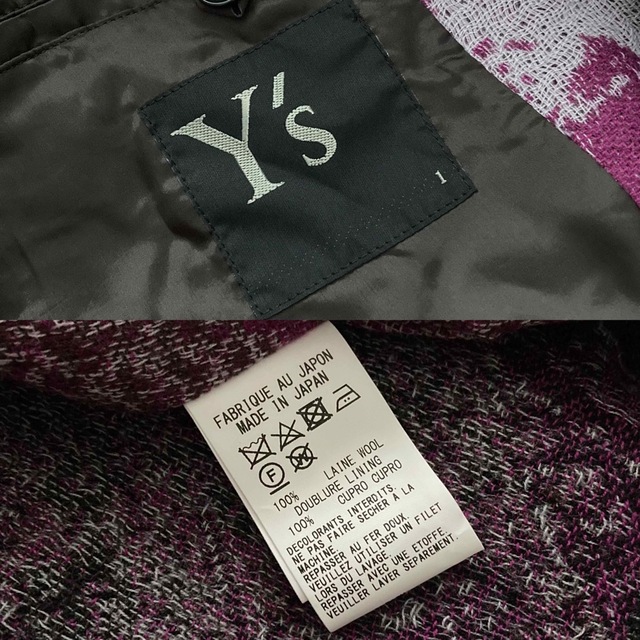 Y's
1
FABRIQUE AU JAPON
MADE IN JAPAN
F
100% LAINE WOOL
DOUBLURE LINING
100% CUPRO CUPRO
DECOLORANTS INTERDITS
NE PAS FAIRE SÉCHER À LA
MACHINE.
REPASSER AU FER DOUX
VEUILLEZ UTILISER UN FILET
LORS DU LAVAGE.
REPASSER AVEC UNE ETOFFE.
VEUILLER LAVER SEPAREMENT.